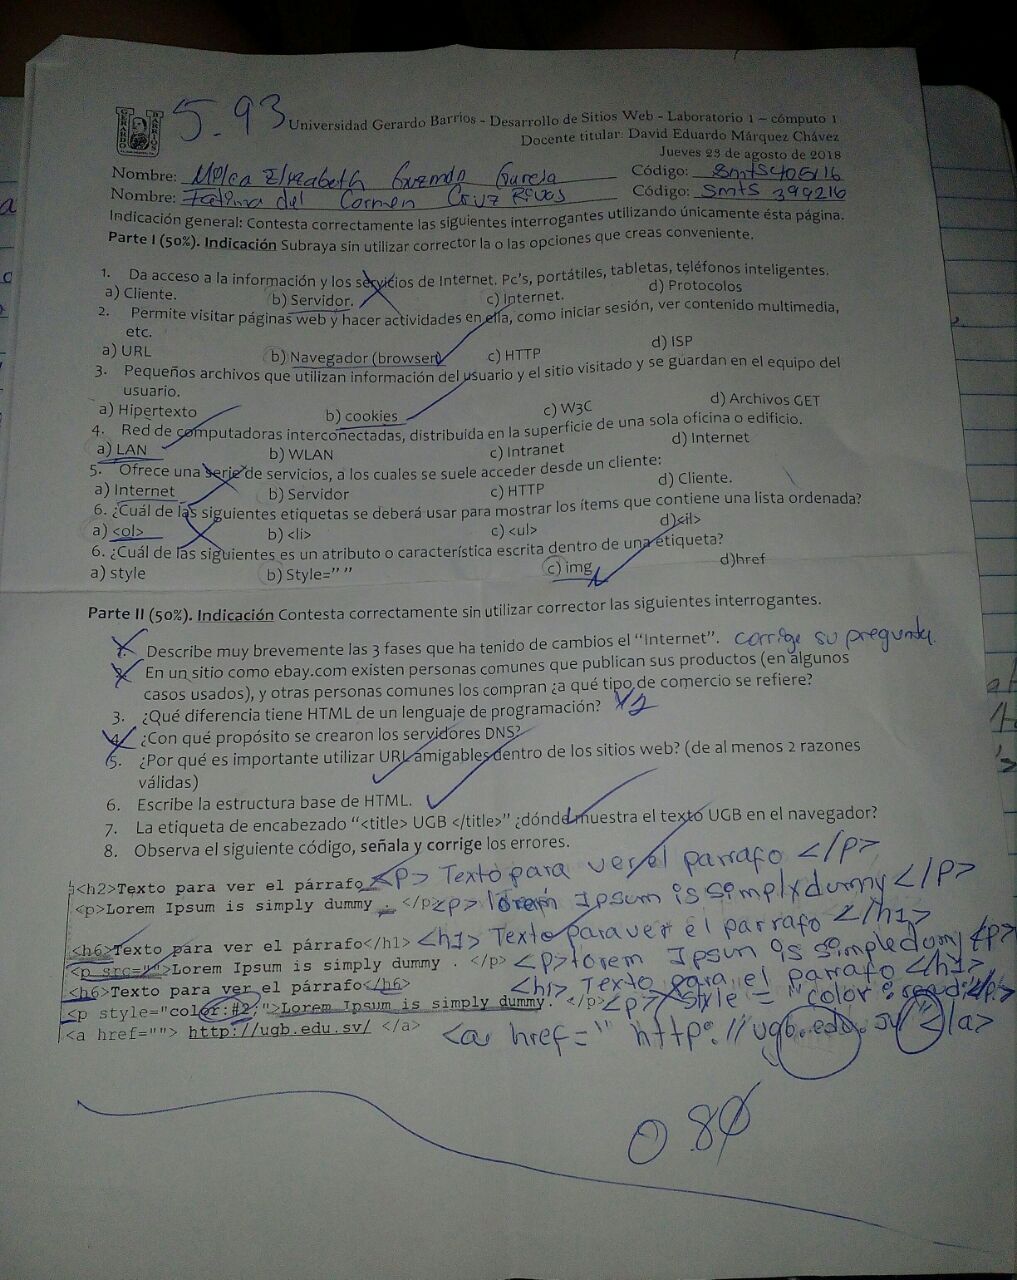 5.93
Universidad Gerardo Barrios - Desarrollo de Sitios Web - Laboratorio 1 – cómputo 1
Docente titular: David Eduardo Márquez Chávez
Jueves 23 de agosto de 2018
Nombre: Elizabeth Guzmán García Código: SMTS
Nombre: Fatima del Carmen Cruz Rivas Código: SMTS 399216
Indicación general: Contesta correctamente las siguientes interrogantes utilizando únicamente ésta página.
Parte I (50%). Indicación Subraya sin utilizar corrector la o las opciones que creas conveniente.
1. Da acceso a la información y los servicios de Internet. Pc's, portátiles, tabletas, teléfonos inteligentes.
a) Cliente. b) Servidor. c) Internet. d) Protocolos
2. Permite visitar páginas web y hacer actividades en ella, como iniciar sesión, ver contenido multimedia,
etc.
a) URL b) Navegador (browser) c) HTTP d) ISP
3. Pequeños archivos que utilizan información del usuario y el sitio visitado y se guardan en el equipo del
usuario.
a) Hipertexto b) cookies c) W3C d) Archivos GET
4. Red de computadoras interconectadas, distribuida en la superficie de una sola oficina o edificio.
a) LAN b) WLAN c) Intranet d) Internet
5. Ofrece una serie de servicios, a los cuales se suele acceder desde un cliente:
a) Internet b) Servidor c) HTTP d) Cliente.
6. ¿Cuál de las siguientes etiquetas se deberá usar para mostrar los ítems que contiene una lista ordenada?
a) <ol> b) <li> c) <ul> d)<il>
6. ¿Cuál de las siguientes es un atributo o característica escrita dentro de una etiqueta?
a) style b) Style=" " c) img d)href
Parte II (50%). Indicación Contesta correctamente sin utilizar corrector las siguientes interrogantes.
1. Describe muy brevemente las 3 fases que ha tenido de cambios el "Internet". corrige su pregunta.
2. En un sitio como ebay.com existen personas comunes que publican sus productos (en algunos
casos usados), y otras personas comunes los compran ¿a qué tipo de comercio se refiere?
3. ¿Qué diferencia tiene HTML de un lenguaje de programación?
4. ¿Con qué propósito se crearon los servidores DNS?
5. ¿Por qué es importante utilizar URL amigables dentro de los sitios web? (de al menos 2 razones
válidas)
6. Escribe la estructura base de HTML.
7. La etiqueta de encabezado "<title> UGB </title>" ¿dónde muestra el texto UGB en el navegador?
8. Observa el siguiente código, señala y corrige los errores.
<h2>Texto para ver el párrafo <p> Texto para ver el parrafo </p>
<p>Lorem Ipsum is simply dummy . </p> <p> lorem Ipsum is simply dumny </p>
<h6>Texto para ver el párrafo</h1> <h1> Texto para ver el parrafo </h1>
<p src="">Lorem Ipsum is simply dummy . </p> <p> lorem Ipsum is simple dumy <p>
<h6>Texto para ver el párrafo</h6> <h1> Texto para el parrafo </h1>
<p style="color:#2;">Lorem Ipsum is simply dummy. </p> <p> style = "color :
<a href=""> http://ugb.edu.sv/ </a> <a href=" http://ugb.edu.sv" </a>
0.80